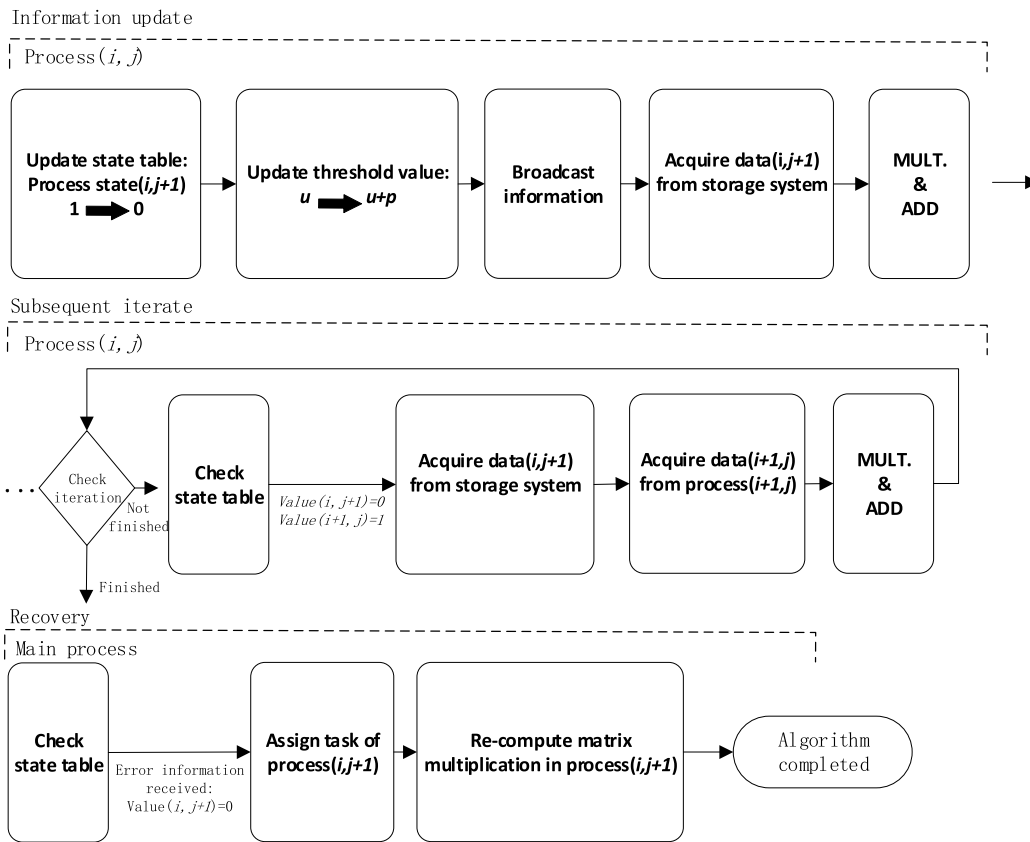 Information update
Process(i,j)
Update state table:
Process state(i,j+1)
1 0
Update threshold value:
u u+p
Broadcast
information
Acquire data(i,j+1)
from storage system
MULT.
&
ADD
Subsequent iterate
Process(i,j)
...
Check
iteration
Not
finished
Finished
Check
state table
Value(i,j+1)=0
Value(i+1,j)=1
Acquire data(i,j+1)
from storage system
Acquire data(i+1,j)
from process(i+1,j)
MULT.
&
ADD
Recovery
Main process
Check
state table
Error information
received:
Value(i,j+1)=0
Assign task of
process(i,j+1)
Re-compute matrix
multiplication in process(i,j+1)
Algorithm
completed